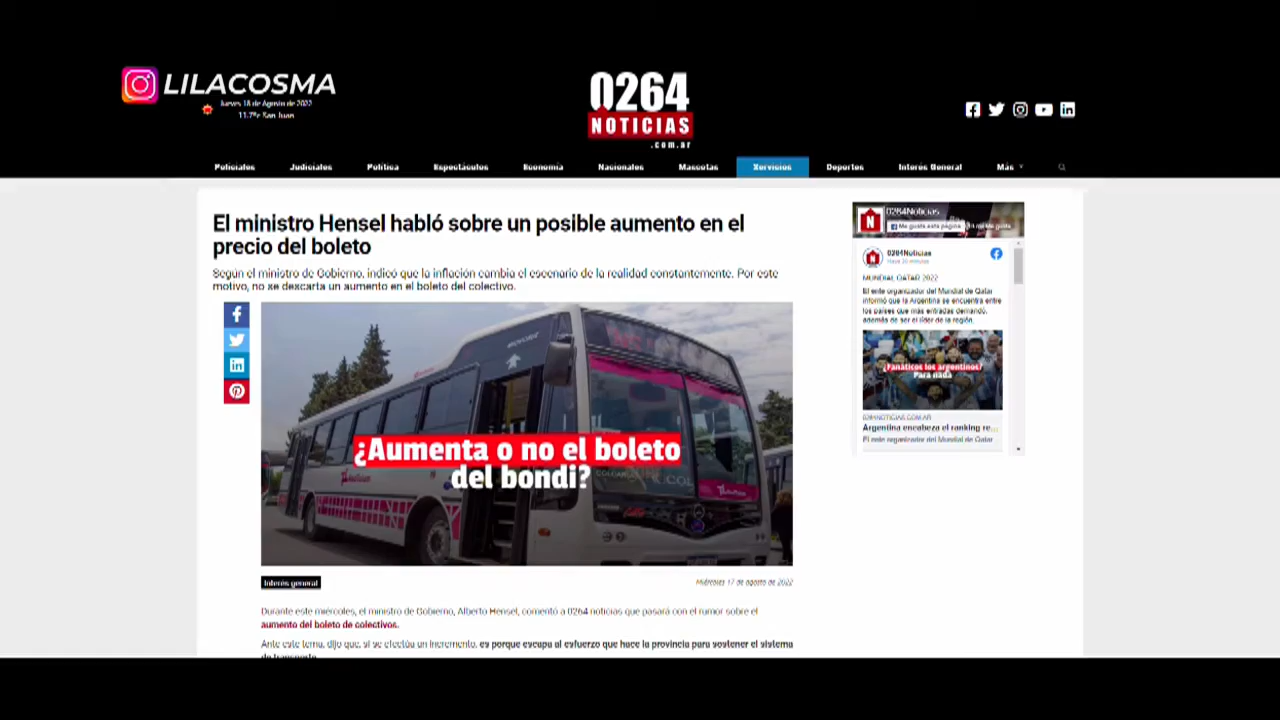 LILACOSMA
Jueves 18 de Agosto de 2022
11.7º San Juan
0264
NOTICIAS
.com.ar
Policiales Judiciales Política Espectáculos Economía Nacionales Mascotas Servicios Deportes Interés General Más
El ministro Hensel habló sobre un posible aumento en el
precio del boleto
Según el ministro de Gobierno, indicó que la inflación cambia el escenario de la realidad constantemente. Por este
motivo, no se descarta un aumento en el boleto del colectivo.
¿Aumenta o no el boleto
del bondi?
Interés general
Miércoles 17 de agosto de 2022
Durante este miércoles, el ministro de Gobierno, Alberto Hensel, comentó a 0264 noticias que pasará con el rumor sobre el
aumento del boleto de colectivos.
Ante este tema, dijo que, si se efectúa un incremento, es porque escapa al esfuerzo que hace la provincia para sostener el sistema
de transporte
0264Noticias
Me gusta esta página
0264Noticias
MUNDIAL QATAR 2022
El ente organizador del Mundial de Qatar
informó que la Argentina se encuentra entre
los países que más entradas demandó,
además de ser el líder de la región.
¿Fanáticos los argentinos?
Para nada
0264NOTICIAS.COM.AR
Argentina encabeza el ranking re...
El ente organizador del Mundial de Qatar